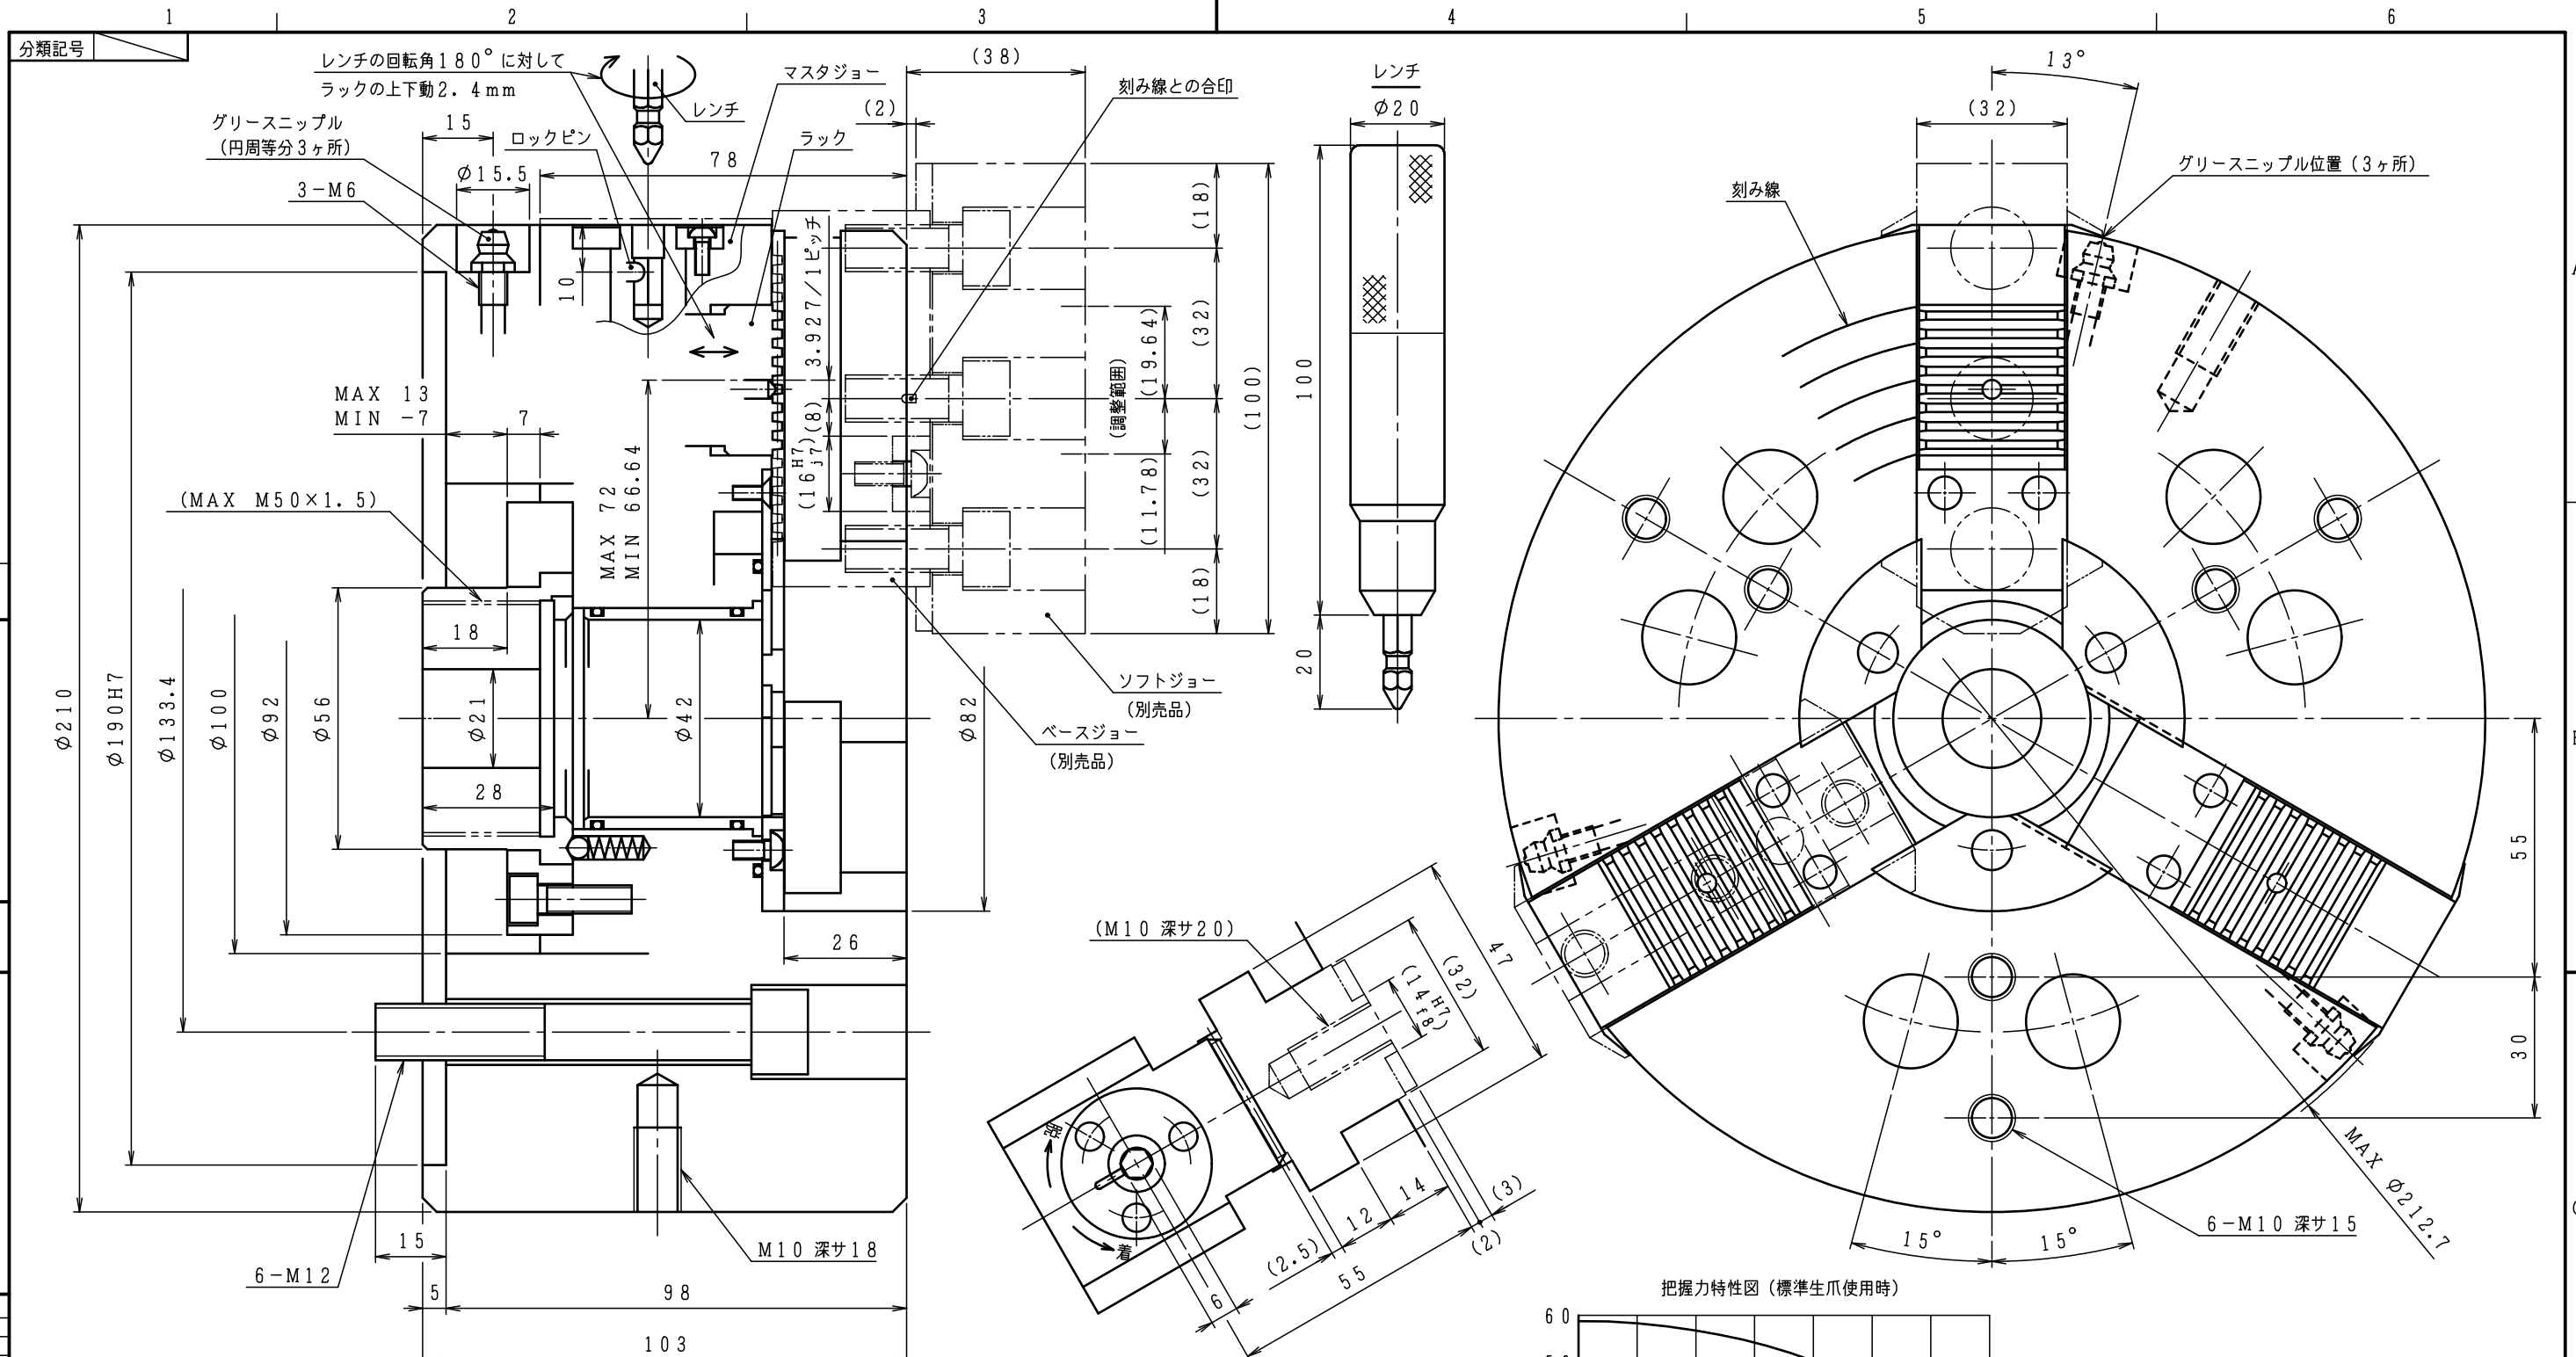 1
2
3
4
5
6
分類記号
レンチの回転角180°に対して
ラックの上下動2.4mm
グリースニップル
(円周等分3ヶ所)
3-M6
15
φ15.5
ロックピン
レンチ
マスタジョー
ラック
78
(2)
(38)
刻み線との合印
10
MAX 13
MIN -7
7
(MAX M50×1.5)
18
28
φ210
φ190H7
φ133.4
φ100
φ92
φ56
φ21
φ42
φ82
MAX 72
MIN 66.64
3.927/1ピッチ
(8)
(16H7 j7)
(調整範囲)
(19.64)
(11.78)
(18)
(32)
(32)
(18)
(100)
ソフトジョー
(別売品)
ベースジョー
(別売品)
26
15
6-M12
M10 深サ18
5
98
103
レンチ
φ20
100
20
(M10 深サ20)
47
(32)
(14H7 f8)
着
(3)
(2)
14
12
(2.5)
55
6
13°
(32)
グリースニップル位置(3ヶ所)
刻み線
55
30
MAX φ212.7
6-M10 深サ15
15°
15°
把握力特性図(標準生爪使用時)
60